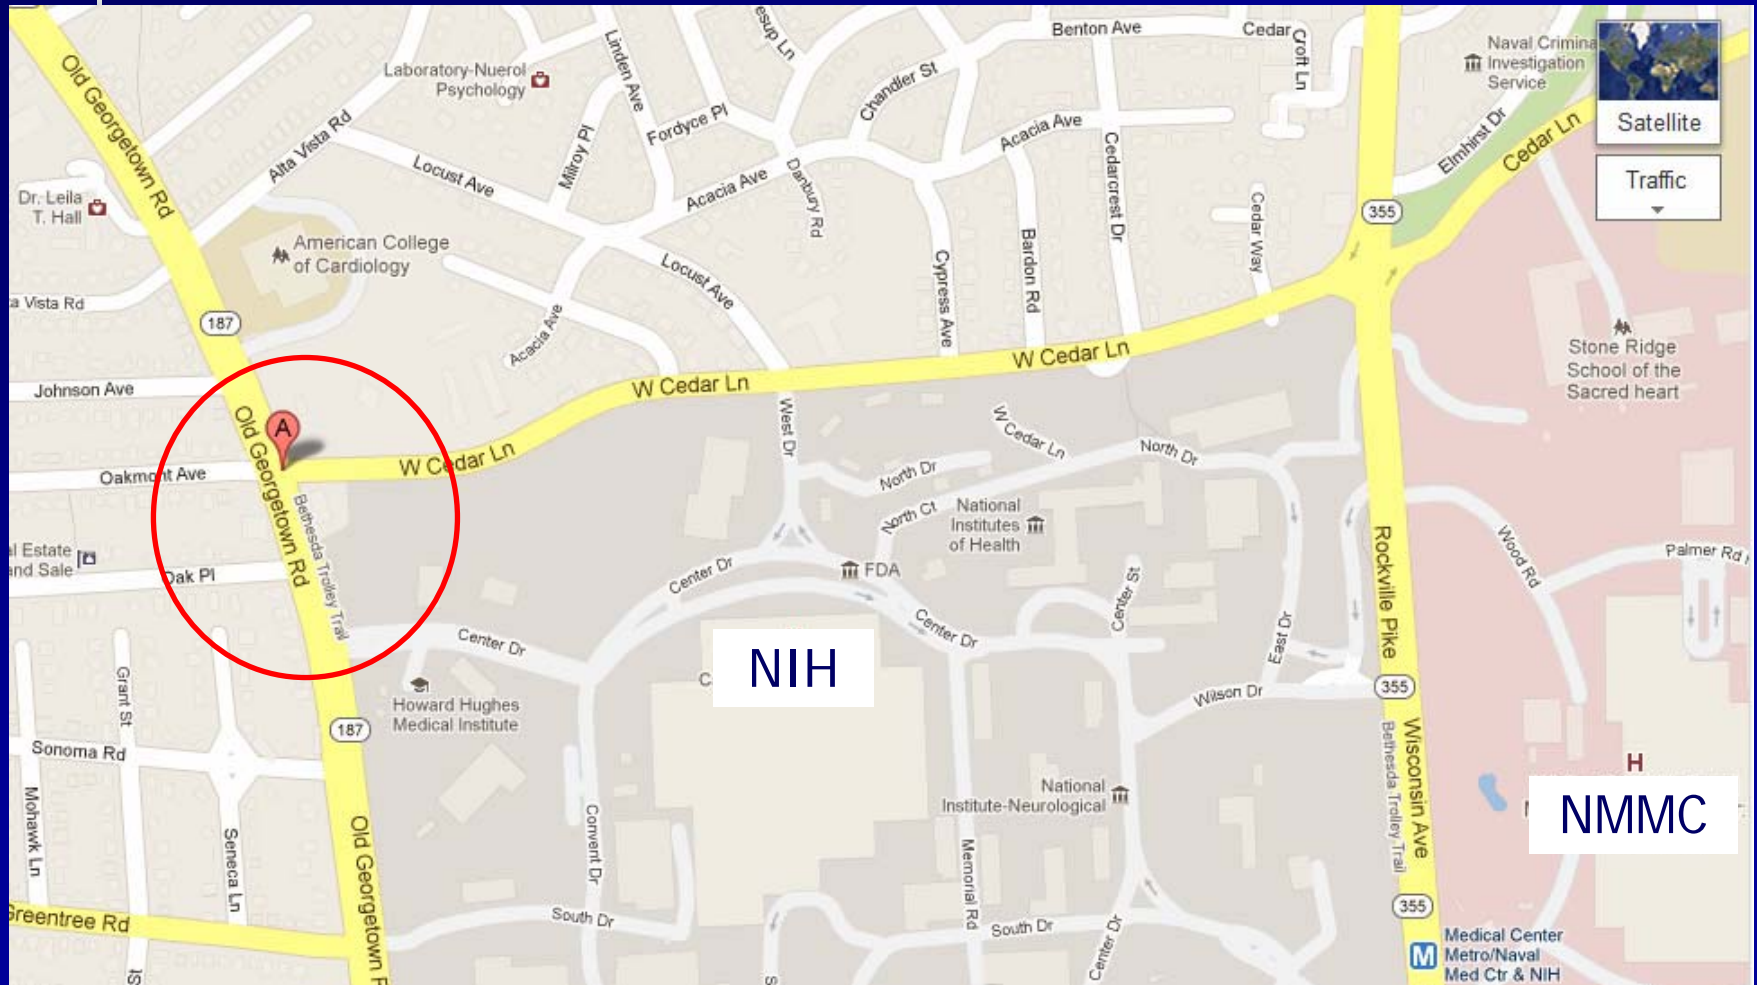 Old Georgetown Rd
Laboratory-Nuerol
Psychology
Linden Ave
esup Ln
Benton Ave
Cedar
Croft Ln
Naval Crimina
Investigation
Service
Satellite
Traffic
Chandler St
Fordyce Pl
Milroy Pl
Alta Vista Rd
Locust Ave
Acacia Ave
Danbury Rd
Acacia Ave
Cedarcrest Dr
Elmhirst Dr
Cedar Ln
Dr. Leila
T. Hall
American College
of Cardiology
355
Cedar Way
Bardon Rd
Cypress Ave
Locust Ave
a Vista Rd
187
Acacia Ave
Stone Ridge
School of the
Sacred heart
Johnson Ave
W Cedar Ln
W Cedar Ln
Old Georgetown Rd
A
West Dr
W Cedar Ln
North Dr
W Cedar Ln
Oakmont Ave
North Dr
Bethesda Trolley Trail
North Ct
National
Institutes
of Health
Rockville Pike
Wood Rd
Palmer Rd
l Estate
and Sale
Oak Pl
Center Dr
FDA
Center St
Center Dr
Center Dr
East Dr
NIH
C
Grant St
Howard Hughes
Medical Institute
Wilson Dr
355
187
Sonoma Rd
Wisconsin Ave
Bethesda Trolley Trail
H
National
Institute-Neurological
NMMC
Mohawk Ln
Seneca Ln
Old Georgetown R
Convent Dr
Memorial Rd
355
Greentree Rd
South Dr
South Dr
Center Dr
M
Medical Center
Metro/Naval
Med Ctr & NIH
St
S